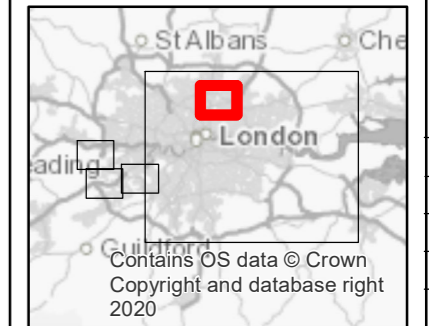 St Albans
Che
London
eading
Guildford
Contains OS data © Crown
Copyright and database right
2020